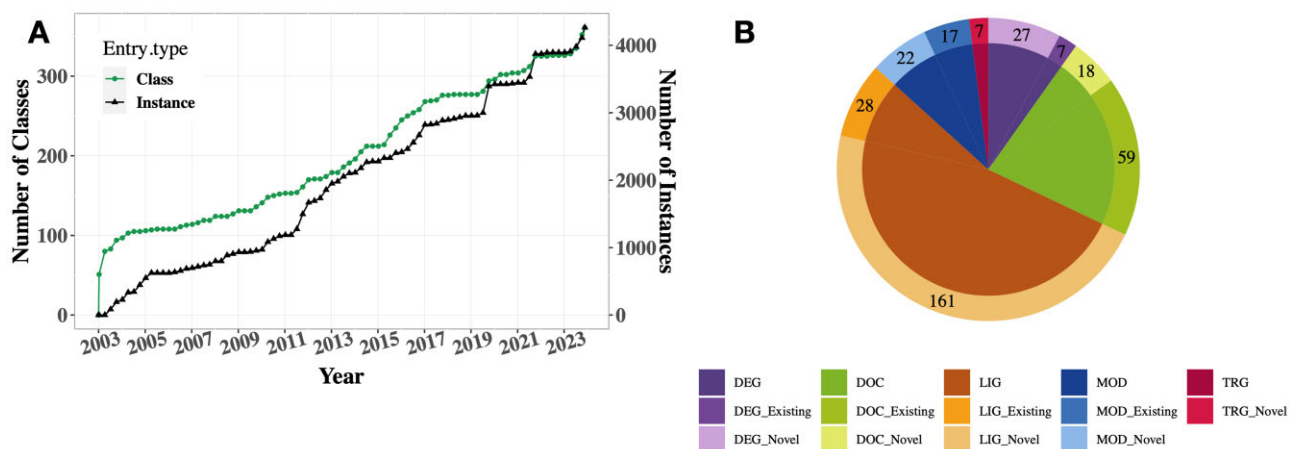 A
Entry.type
Class
Instance
Number of Classes
300
200
100
0
4000
3000
2000
1000
0
Number of Instances
2003 2005 2007 2009 2011 2013 2015 2017 2019 2021 2023
Year
B
7 27
17 7
22 18
28
59
161
DEG DOC LIG MOD TRG
DEG_Existing DOC_Existing LIG_Existing MOD_Existing TRG_Novel
DEG_Novel DOC_Novel LIG_Novel MOD_Novel